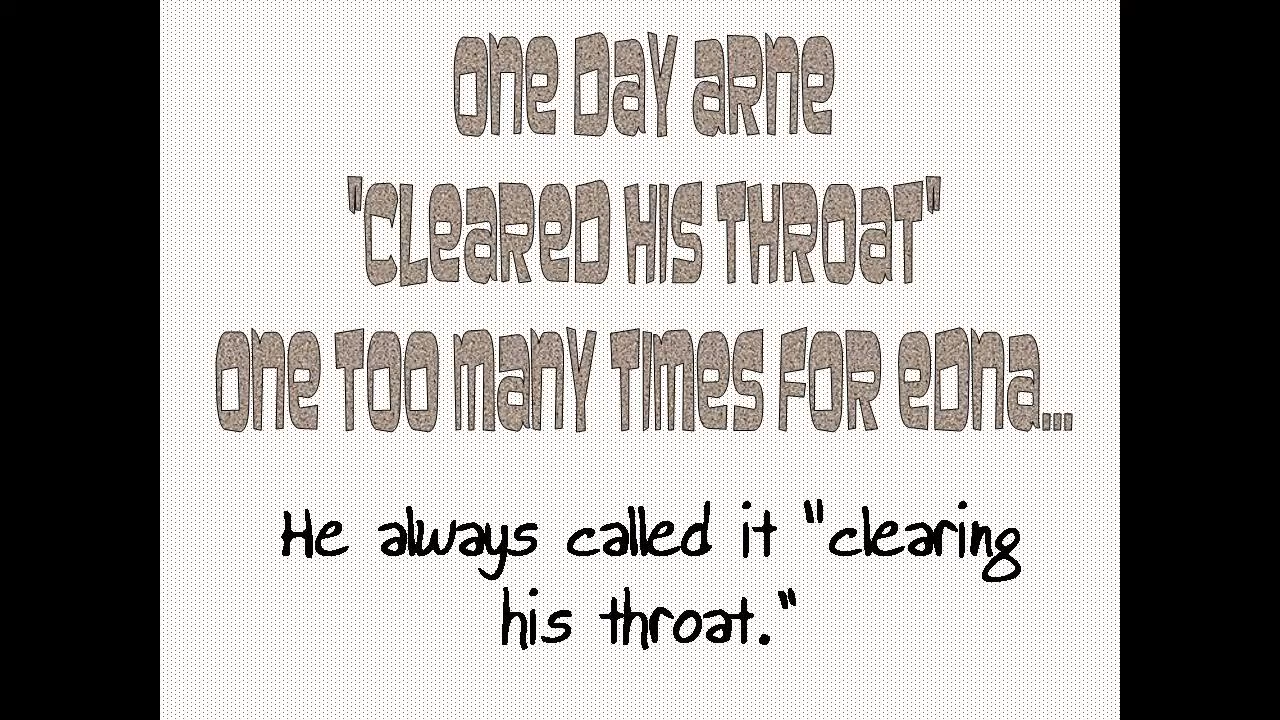 One Day Arne
"Cleared His Throat"
One Too Many Times For Edna...
He always called it "clearing
his throat."